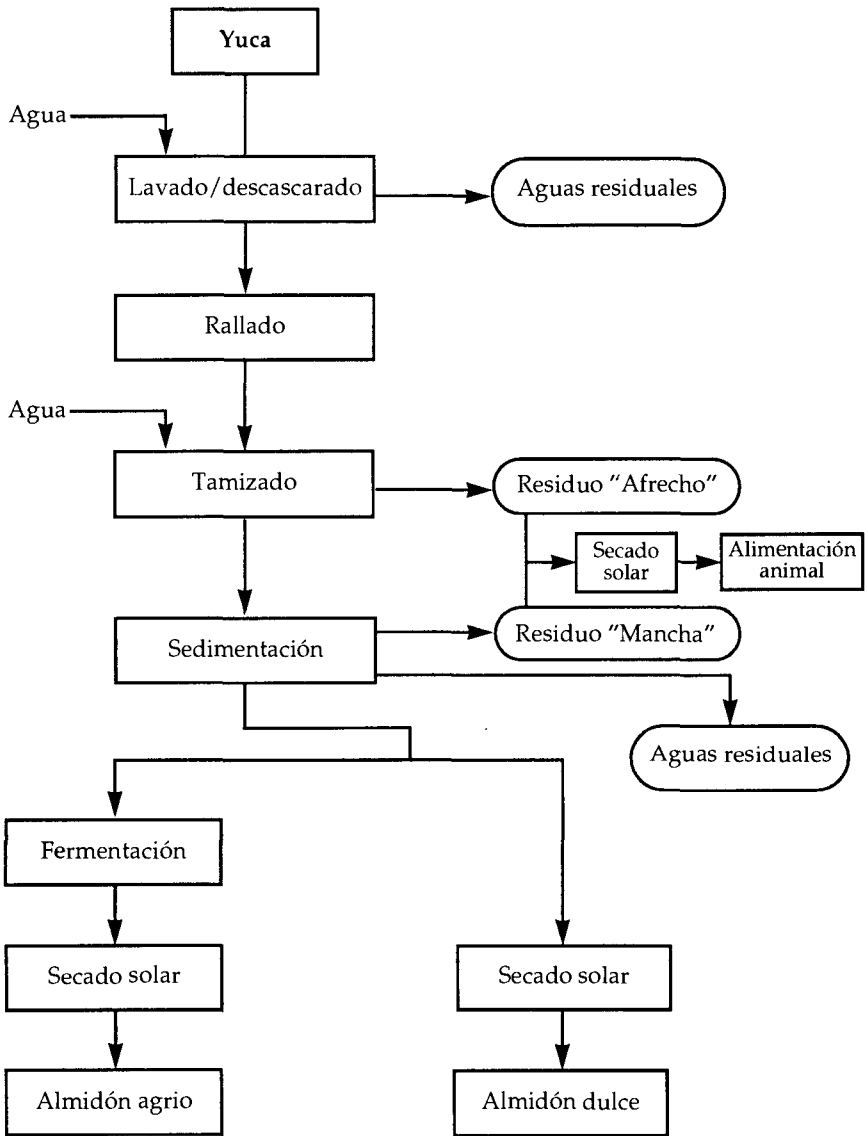 Yuca
Agua
Lavado/descascarado
Aguas residuales
Rallado
Agua
Tamizado
Residuo "Afrecho"
Secado
solar
Alimentación
animal
Sedimentación
Residuo "Mancha"
Aguas residuales
Fermentación
Secado solar
Secado solar
Almidón agrio
Almidón dulce